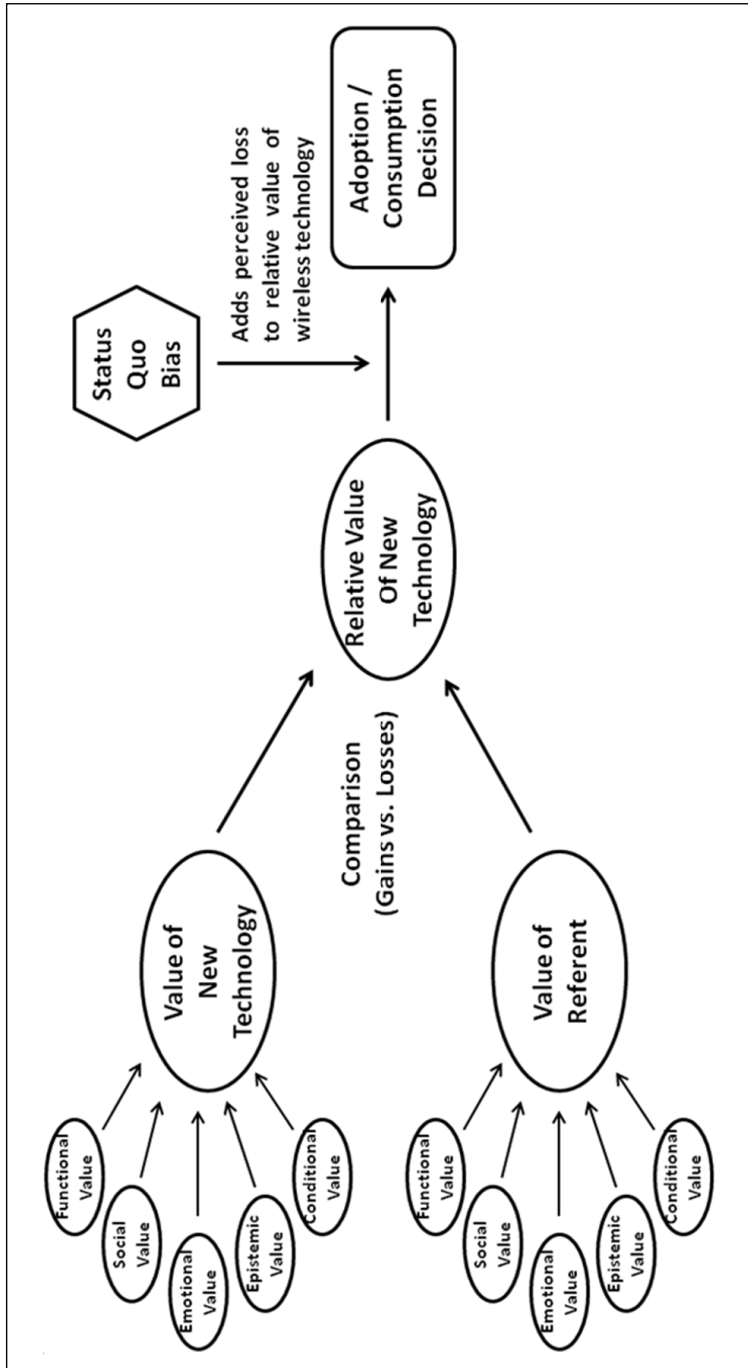 Functional
Value
Social
Value
Emotional
Value
Epistemic
Value
Conditional
Value
Value of
New
Technology
Functional
Value
Social
Value
Emotional
Value
Epistemic
Value
Conditional
Value
Value of
Referent
Comparison
(Gains vs. Losses)
Relative Value
Of New
Technology
Status
Quo
Bias
Adds perceived loss
to relative value of
wireless technology
Adoption /
Consumption
Decision